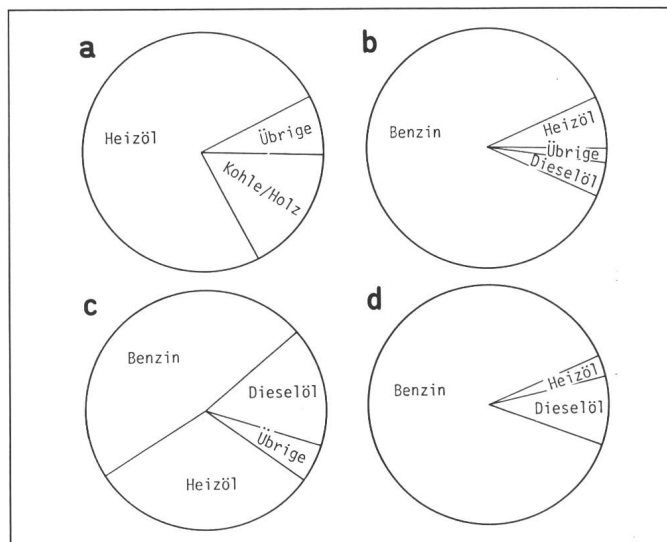 a
Heizöl
Übrige
Kohle/Holz
b
Benzin
Heizöl
Übrige
Dieselöl
c
Benzin
Dieselöl
Übrige
Heizöl
d
Benzin
Heizöl
Dieselöl